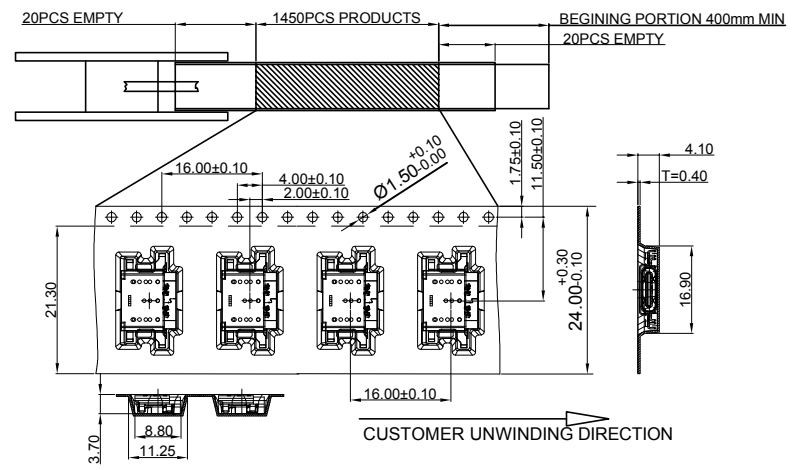 20PCS EMPTY
1450PCS PRODUCTS
BEGINING PORTION 400mm MIN
20PCS EMPTY
16.00±0.10
4.00±0.10
2.00±0.10
Ø1.50+0.10-0.00
1.75±0.10
11.50±0.10
4.10
T=0.40
21.30
24.00+0.30-0.10
16.90
16.00±0.10
3.70
8.80
11.25
CUSTOMER UNWINDING DIRECTION